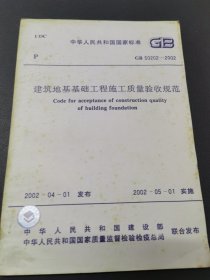 UDC
中华人民共和国国家标准
GB
P
GB 50202-2002
建筑地基基础工程施工质量验收规范
Code for acceptance of construction quality
of building foundation
2002-04-01 发布
2002-05-01 实施
中华人民共和国建设部
中华人民共和国国家质量监督检验检疫总局
联合发布